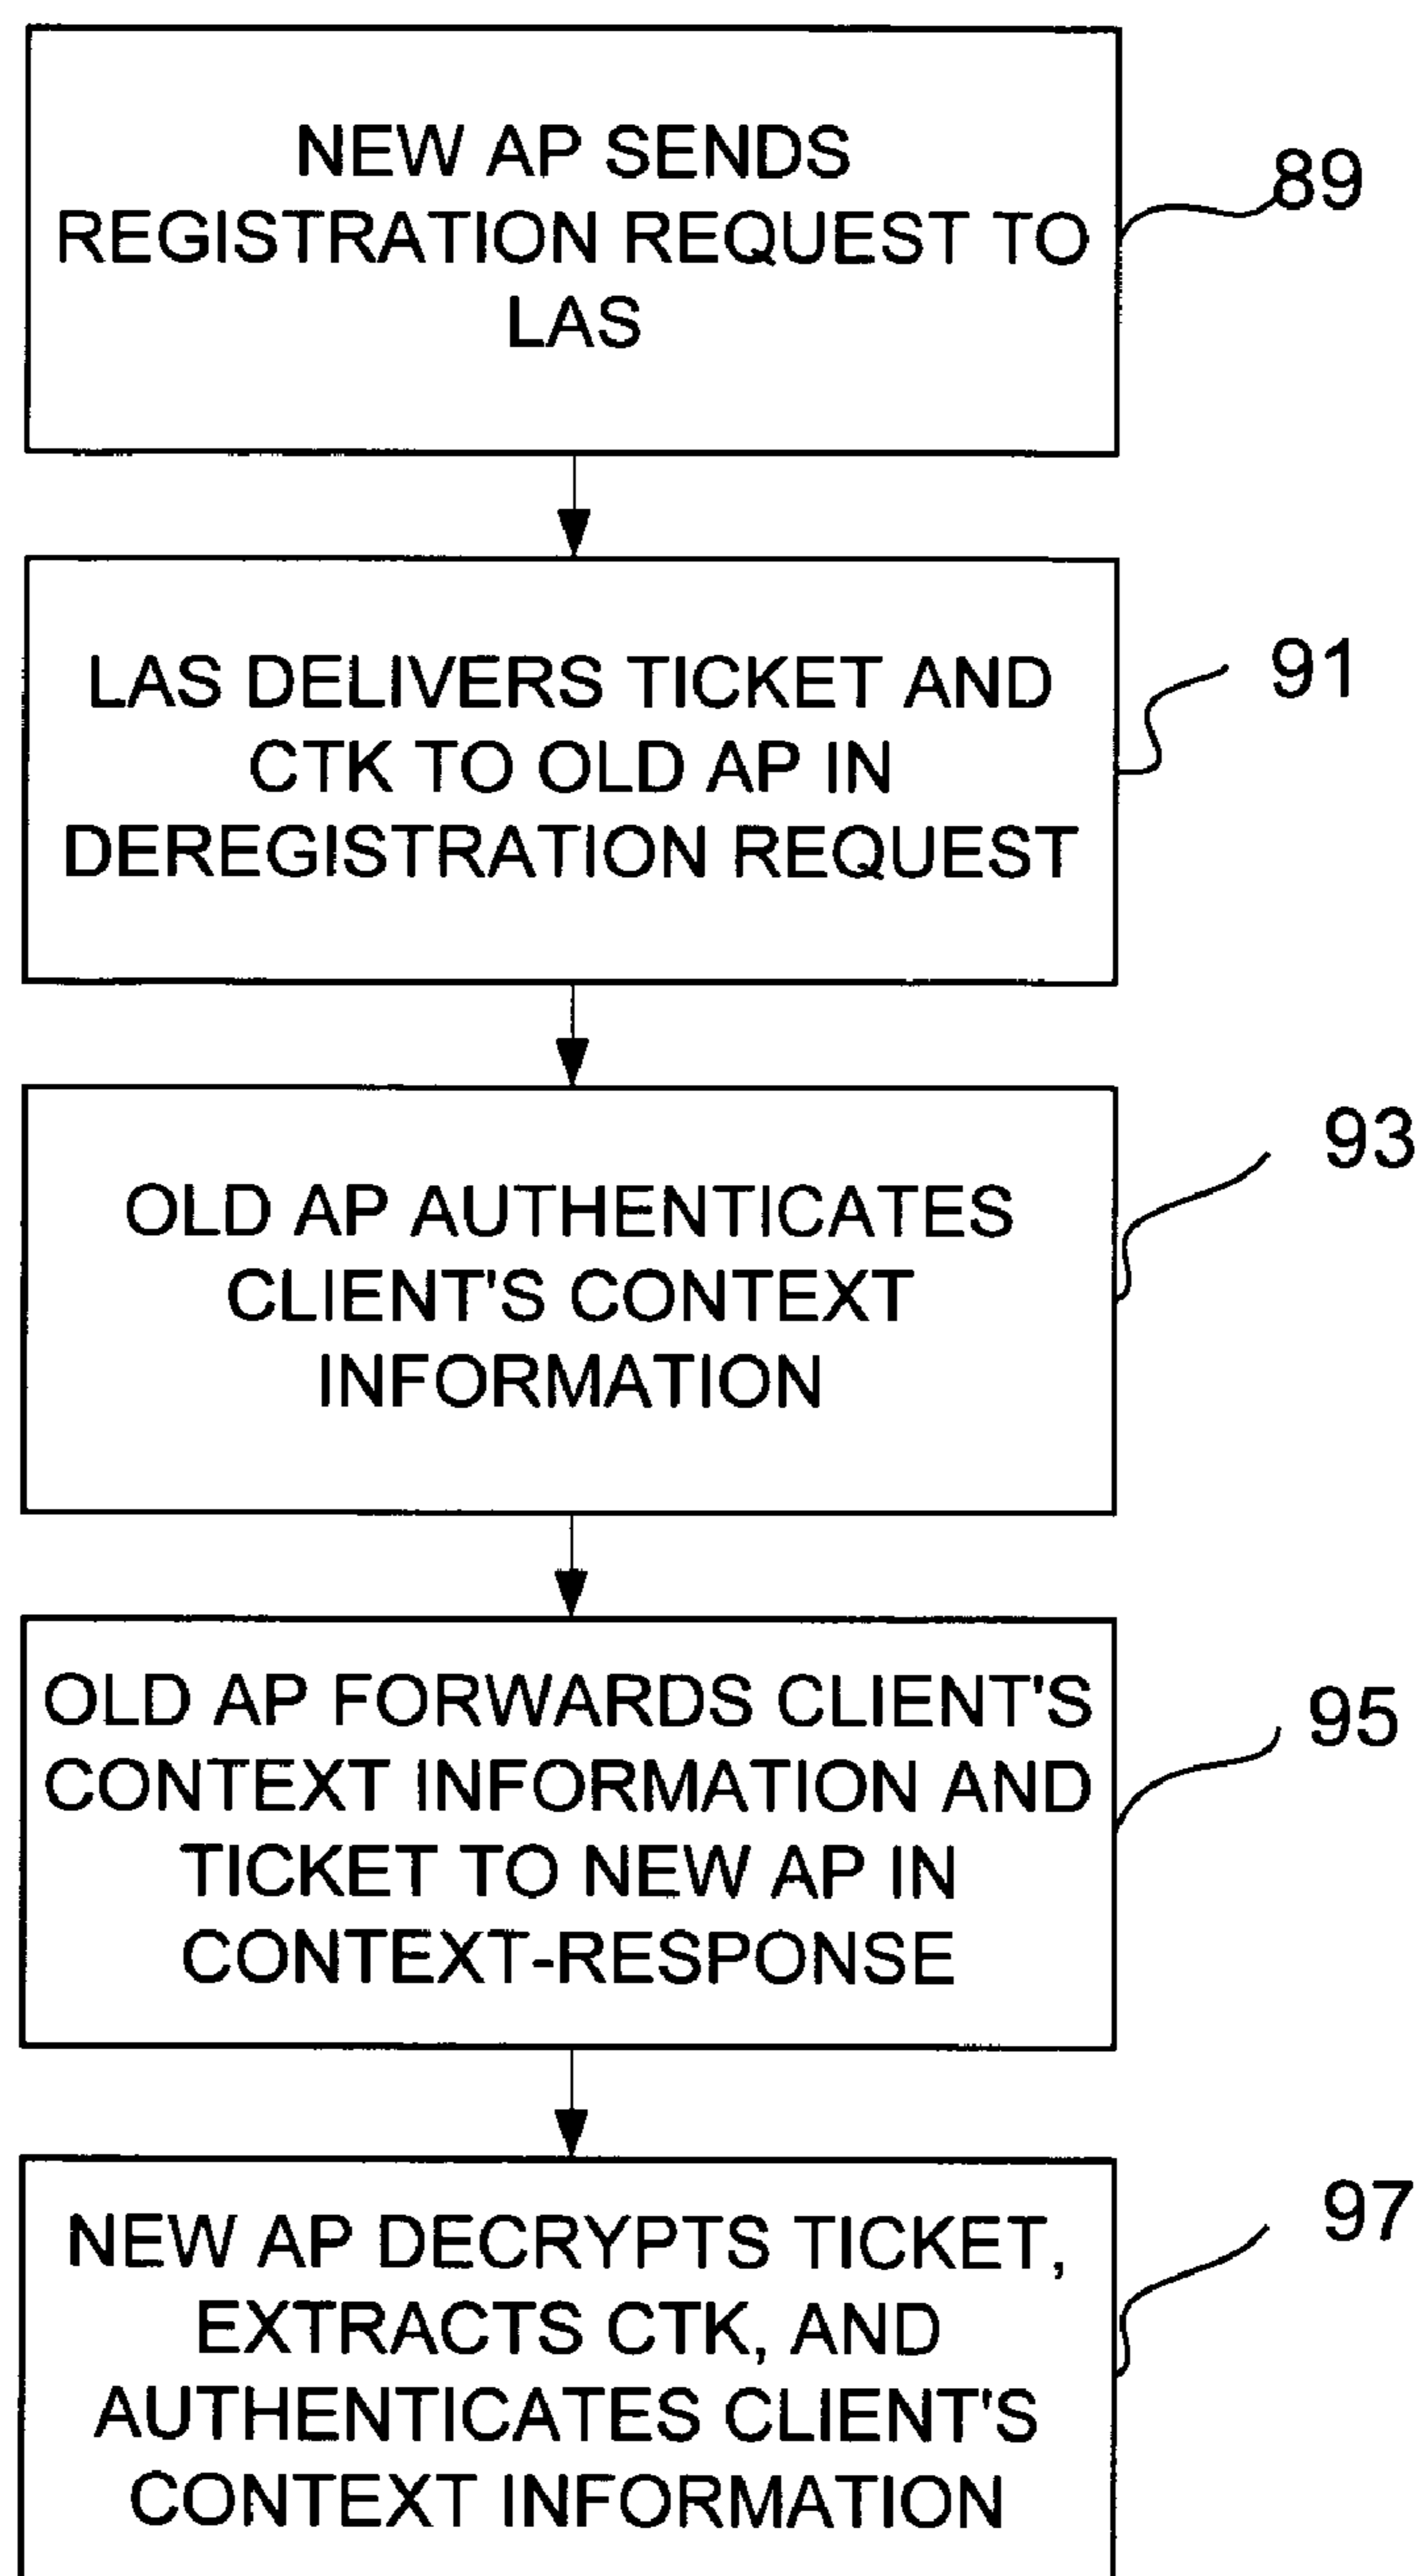 NEW AP SENDS
REGISTRATION REQUEST TO
LAS
89
LAS DELIVERS TICKET AND
CTK TO OLD AP IN
DEREGISTRATION REQUEST
91
OLD AP AUTHENTICATES
CLIENT'S CONTEXT
INFORMATION
93
OLD AP FORWARDS CLIENT'S
CONTEXT INFORMATION AND
TICKET TO NEW AP IN
CONTEXT-RESPONSE
95
NEW AP DECRYPTS TICKET,
EXTRACTS CTK, AND
AUTHENTICATES CLIENT'S
CONTEXT INFORMATION
97